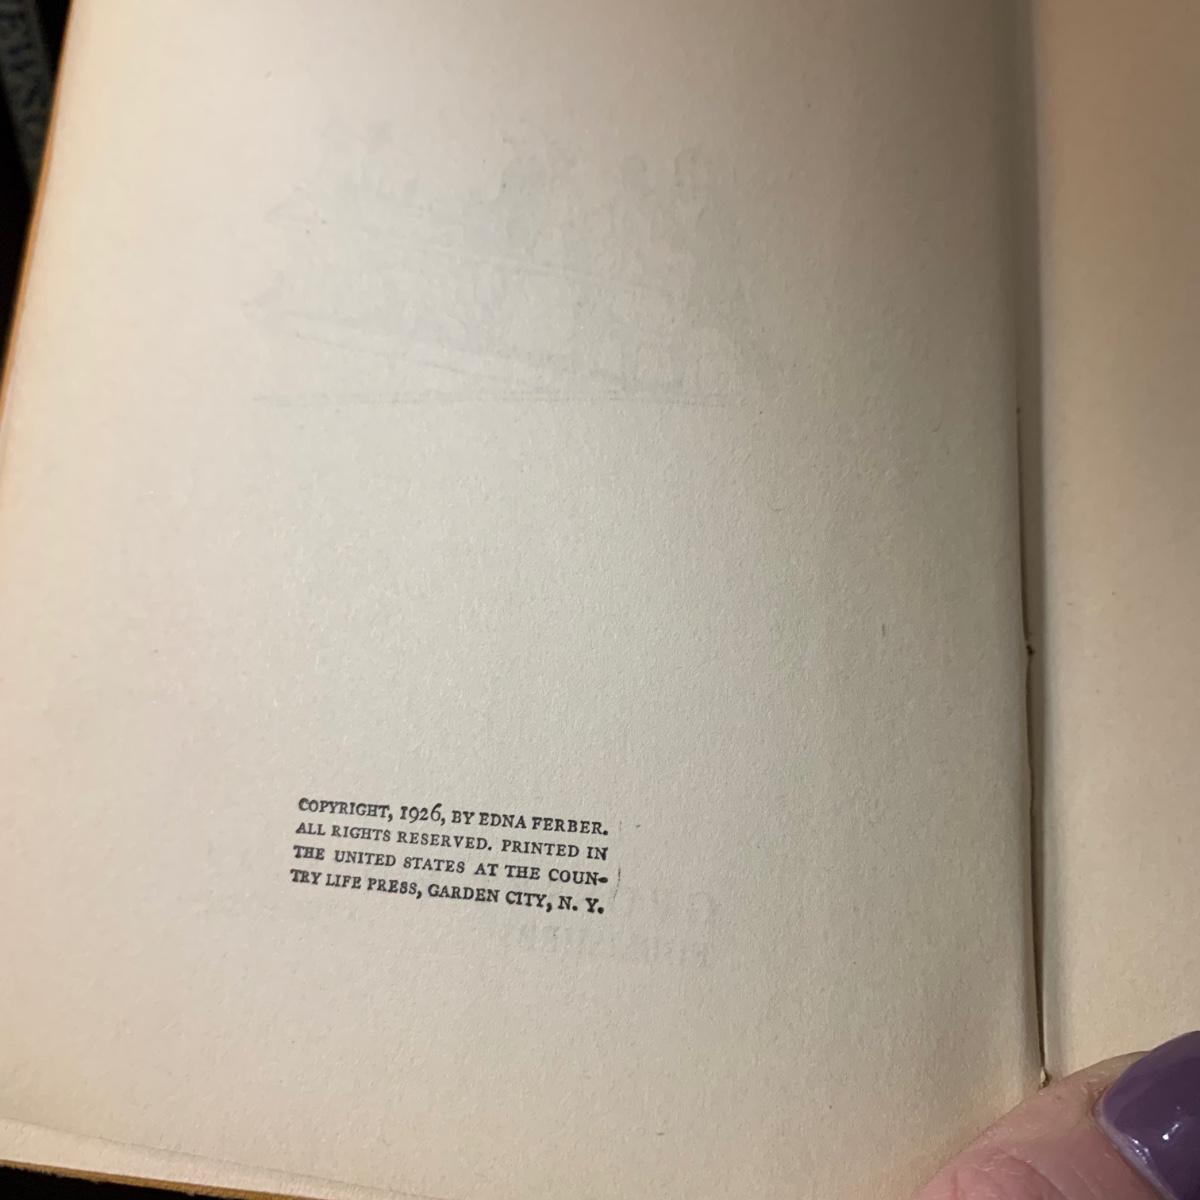 COPYRIGHT, 1926, BY EDNA FERBER.
ALL RIGHTS RESERVED. PRINTED IN
THE UNITED STATES AT THE COUN-
TRY LIFE PRESS, GARDEN CITY, N. Y.